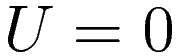 U = 0